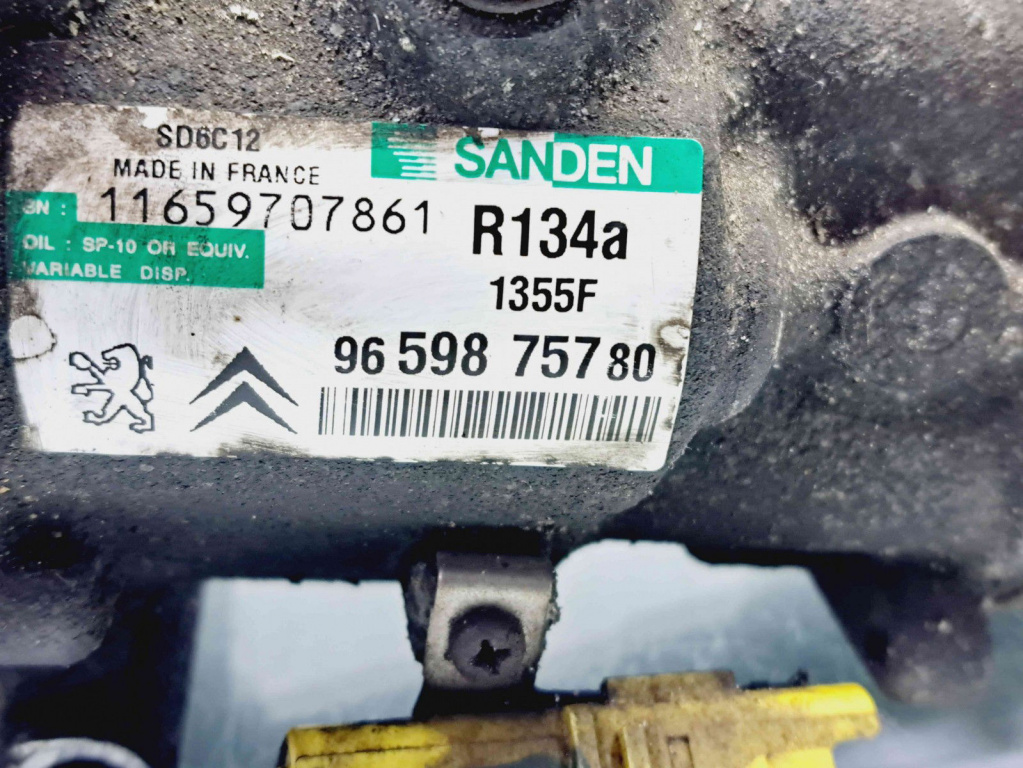 SD6C12
MADE IN FRANCE
SANDEN
SN : 11659707861
OIL : SP-10 OR EQUIV.
VARIABLE DISP.
R134a
1355F
96 598 757 80